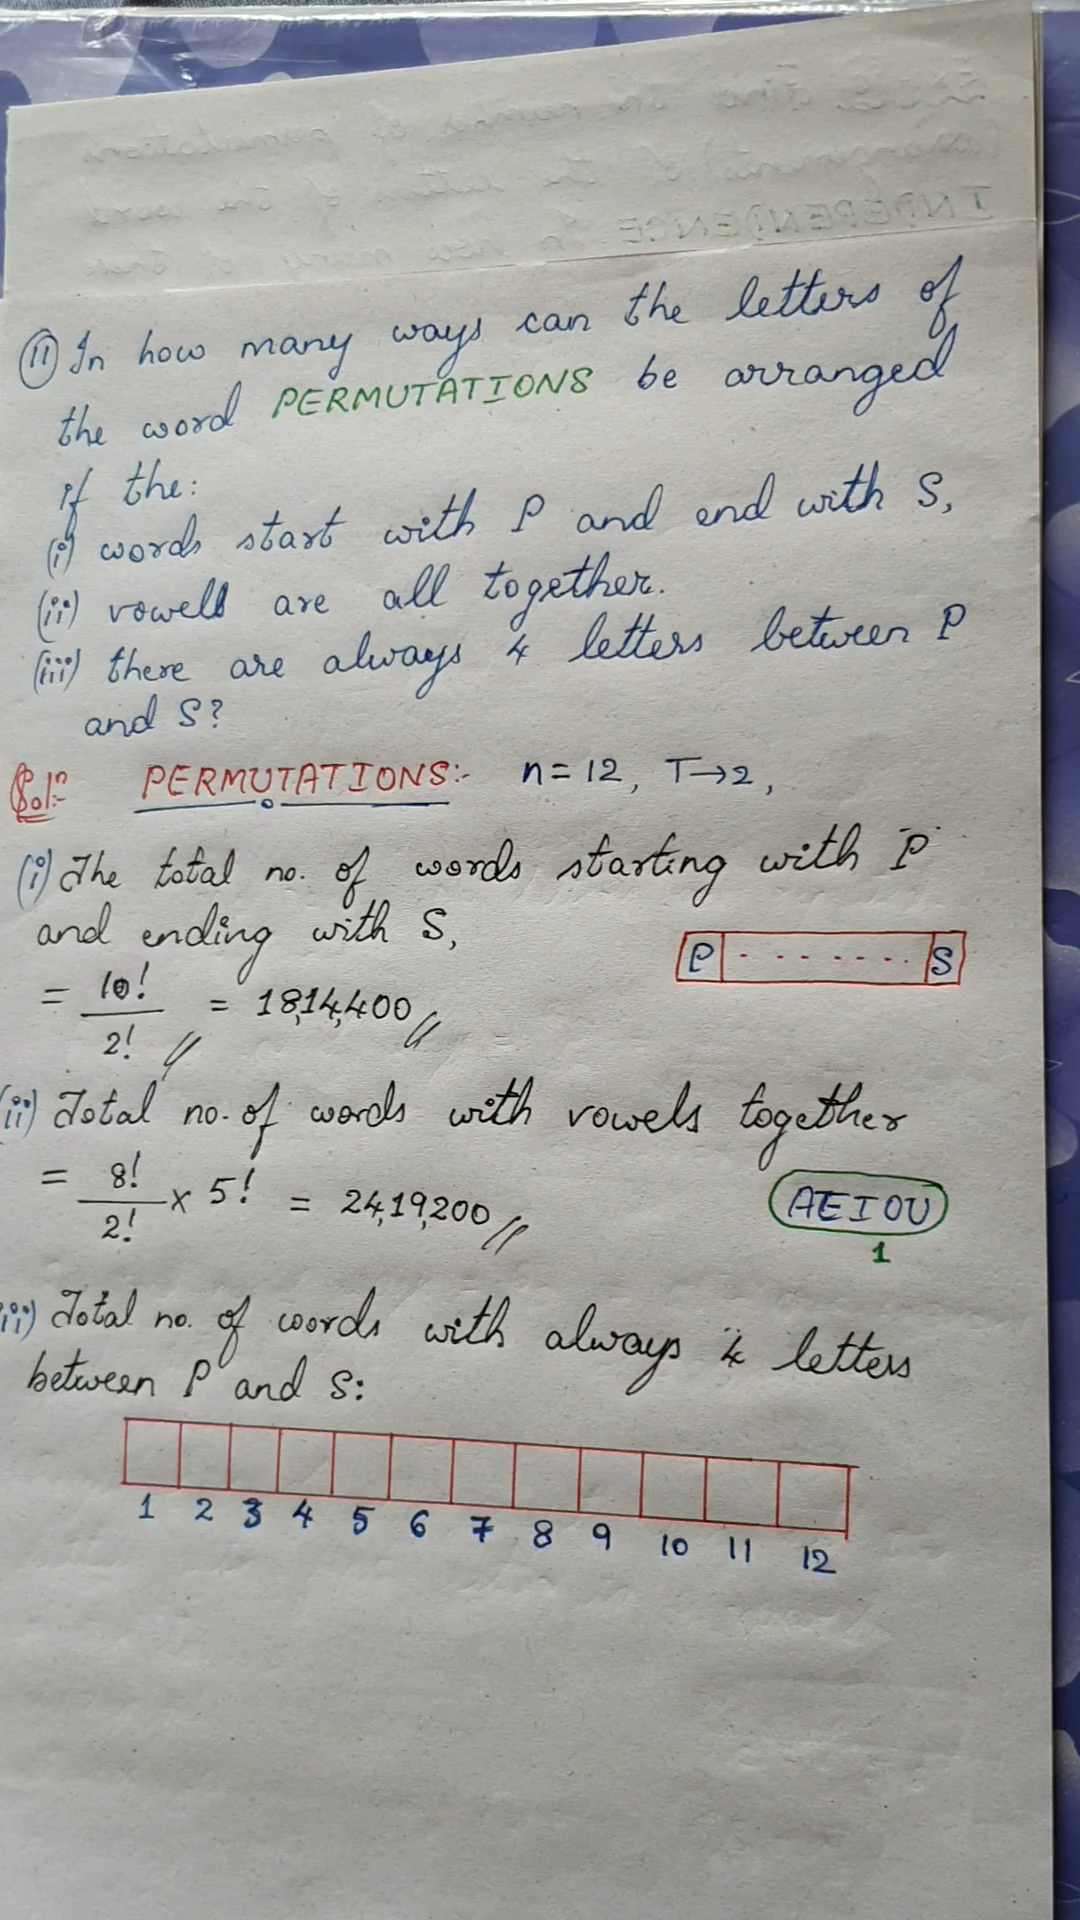 (11) In how many ways can the letters of
the word PERMUTATIONS be arranged
if the:
(i) words start with P and end with S,
(ii) vowells are all together.
(iii) there are always 4 letters between P
and S?
Solⁿ:- PERMUTATIONS:- n = 12, T→2,
(i) The total no. of words starting with P
and ending with S,
P - - - - - - - S
= 10!/2! = 18,14,400
(ii) Total no. of words with vowels together
= 8!/2! × 5! = 24,19,200
AEIOU
1
iii) Total no. of words with always 4 letters
between P and S:
1 2 3 4 5 6 7 8 9 10 11 12